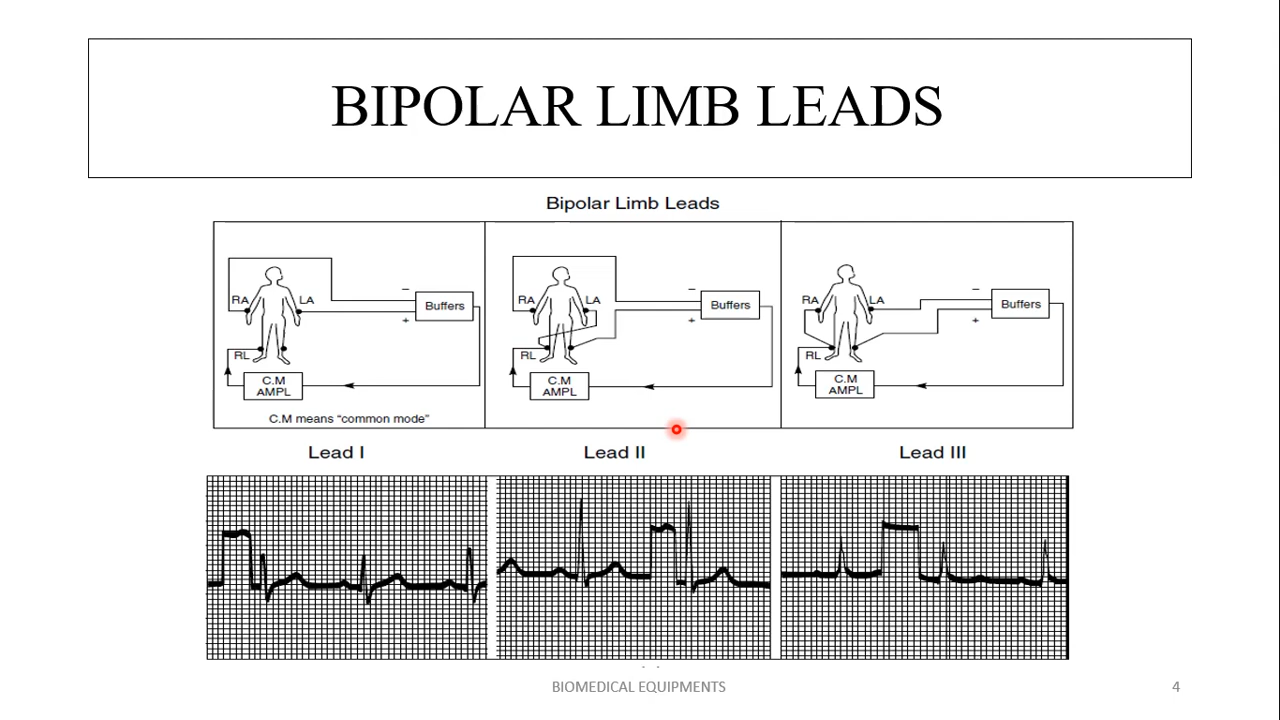 BIPOLAR LIMB LEADS
Bipolar Limb Leads
RA
LA
−
+
Buffers
RL
C.M
AMPL
C.M means “common mode”
RA
LA
−
+
Buffers
RL
C.M
AMPL
RA
LA
−
+
Buffers
RL
C.M
AMPL
Lead I
Lead II
Lead III
BIOMEDICAL EQUIPMENTS
4